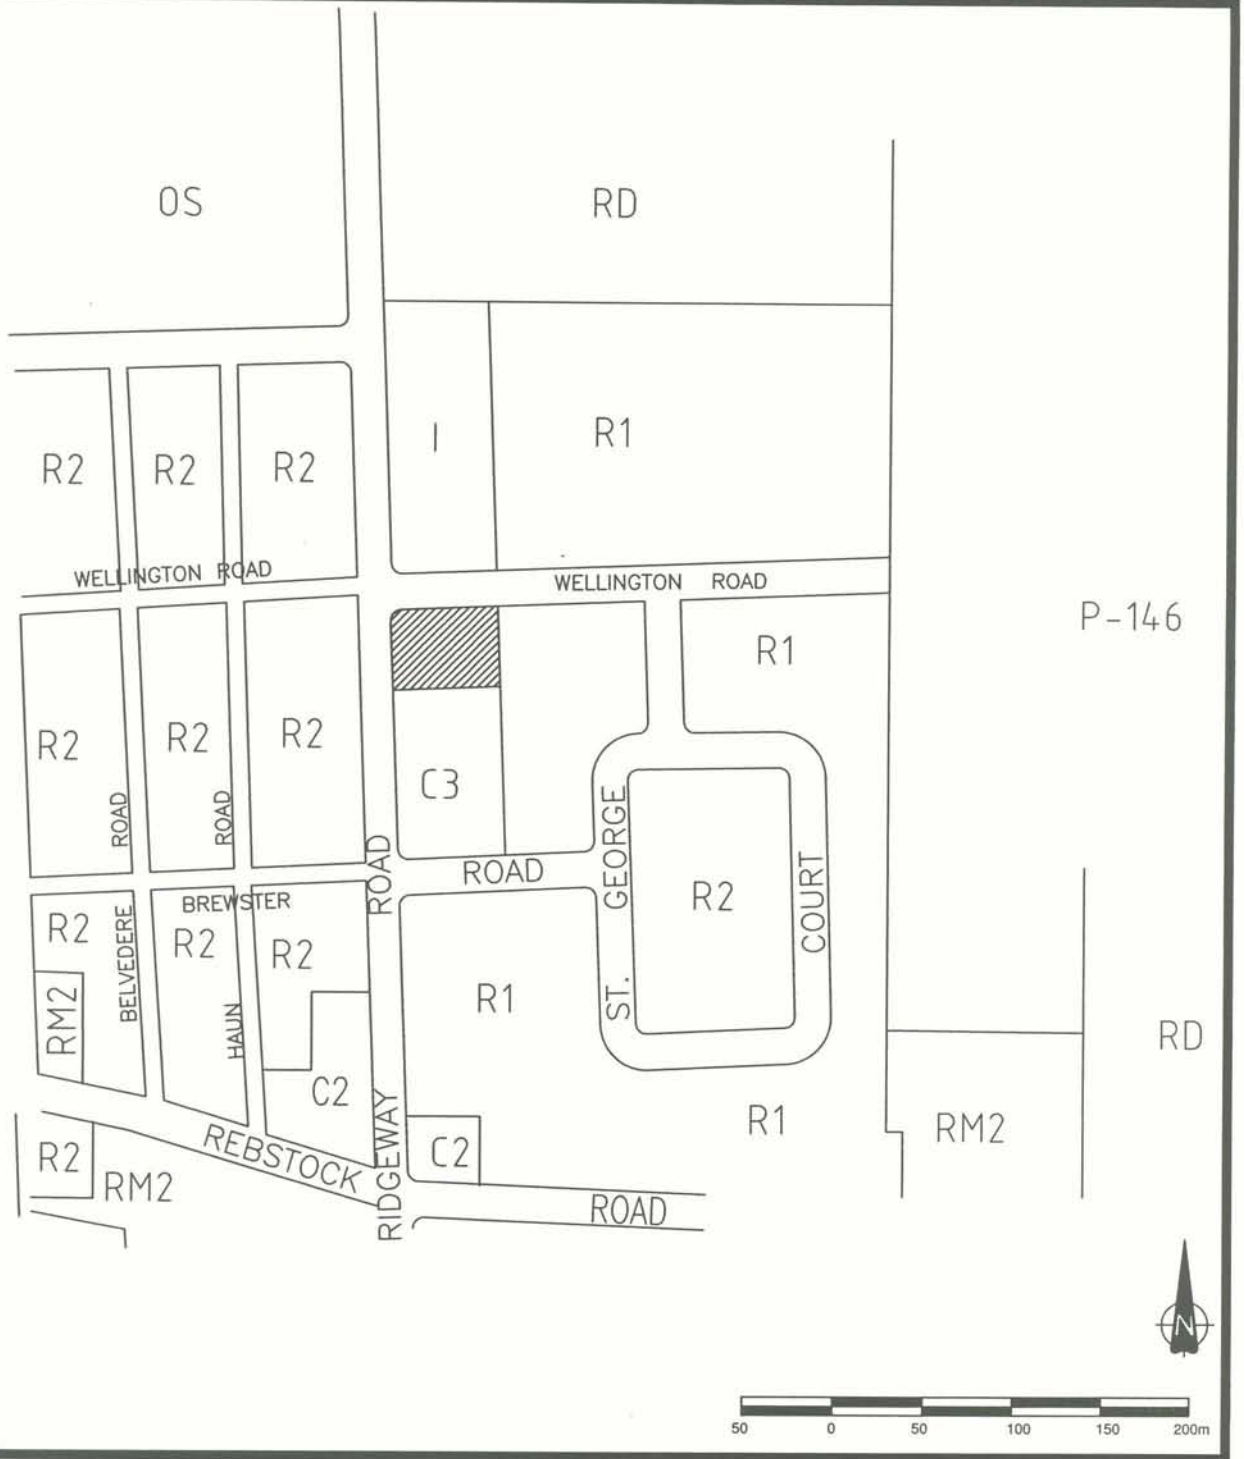 OS
RD
I
R1
R2
R2
R2
WELLINGTON ROAD
WELLINGTON ROAD
P-146
R1
R2
R2
R2
C3
ROAD
ROAD
ROAD
ROAD
ST. GEORGE
COURT
R2
BREWSTER
R2
BELVEDERE
R2
R2
RM2
HAUN
R1
RD
C2
RIDGEWAY
R1
RM2
REBSTOCK
C2
R2
RM2
ROAD
N
50 0 50 100 150 200m